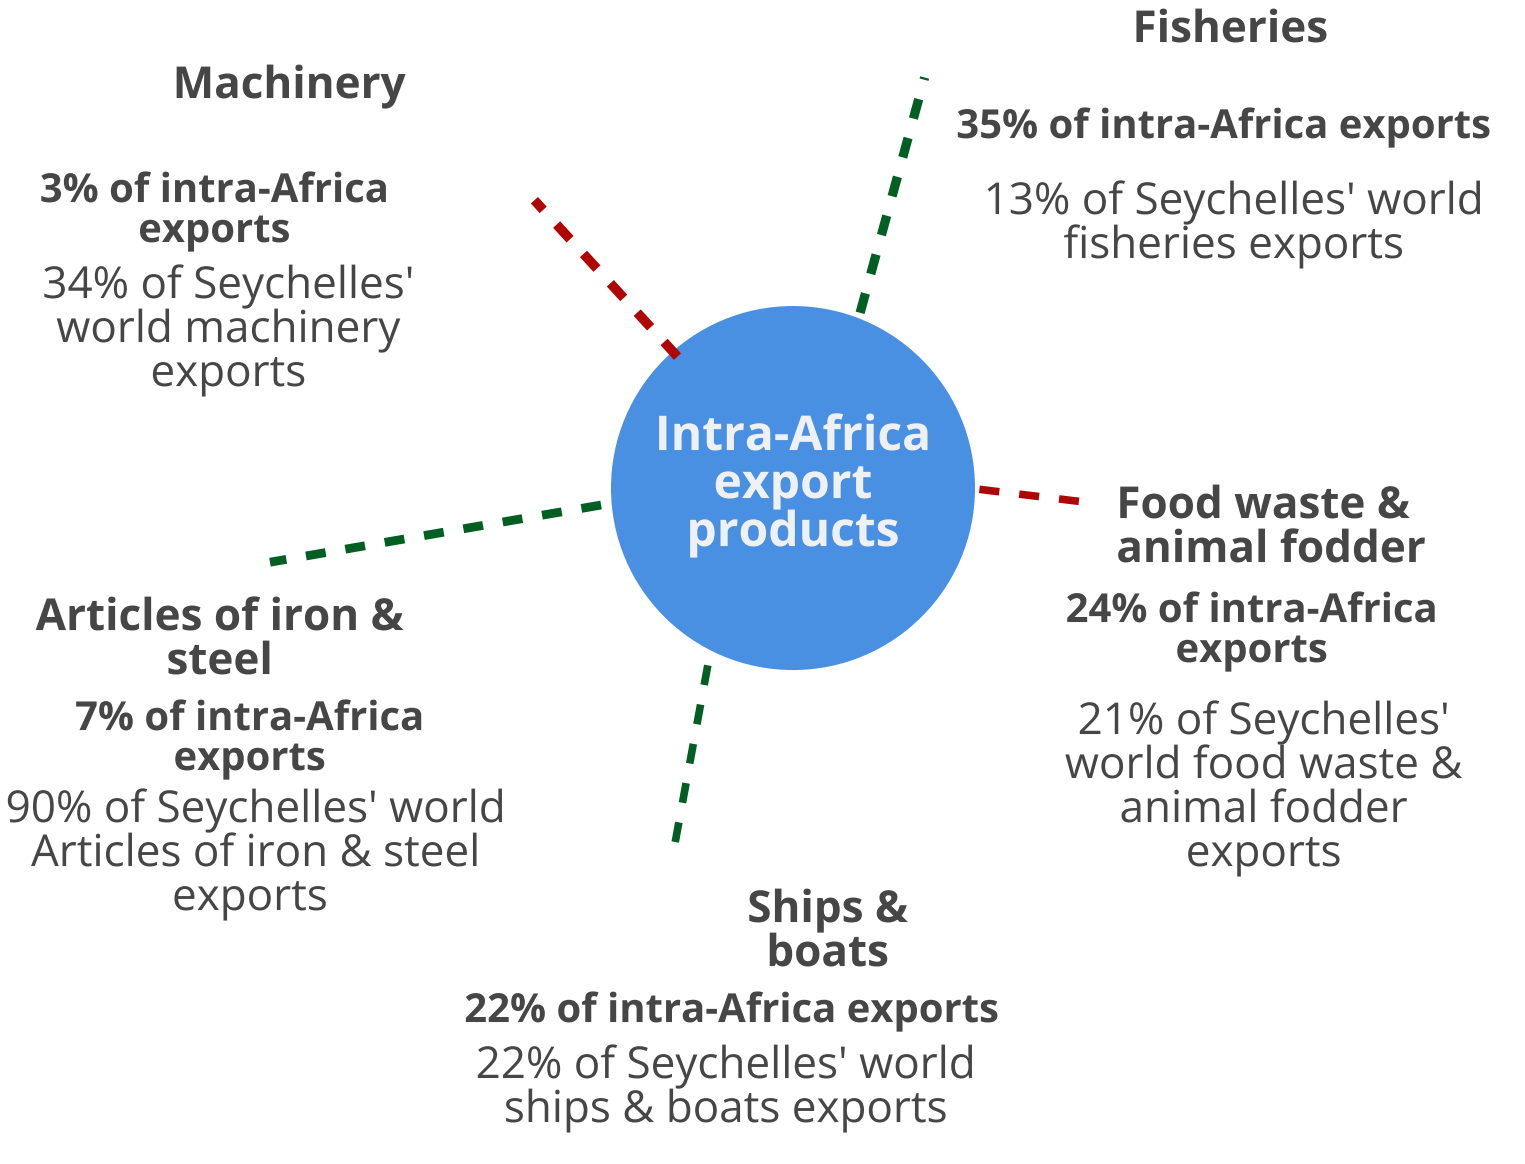 Fisheries
35% of intra-Africa exports
13% of Seychelles' world
fisheries exports
Machinery
3% of intra-Africa
exports
34% of Seychelles'
world machinery
exports
Intra-Africa
export
products
Food waste &
animal fodder
24% of intra-Africa
exports
21% of Seychelles'
world food waste &
animal fodder
exports
Articles of iron &
steel
7% of intra-Africa
exports
90% of Seychelles' world
Articles of iron & steel
exports
Ships &
boats
22% of intra-Africa exports
22% of Seychelles' world
ships & boats exports